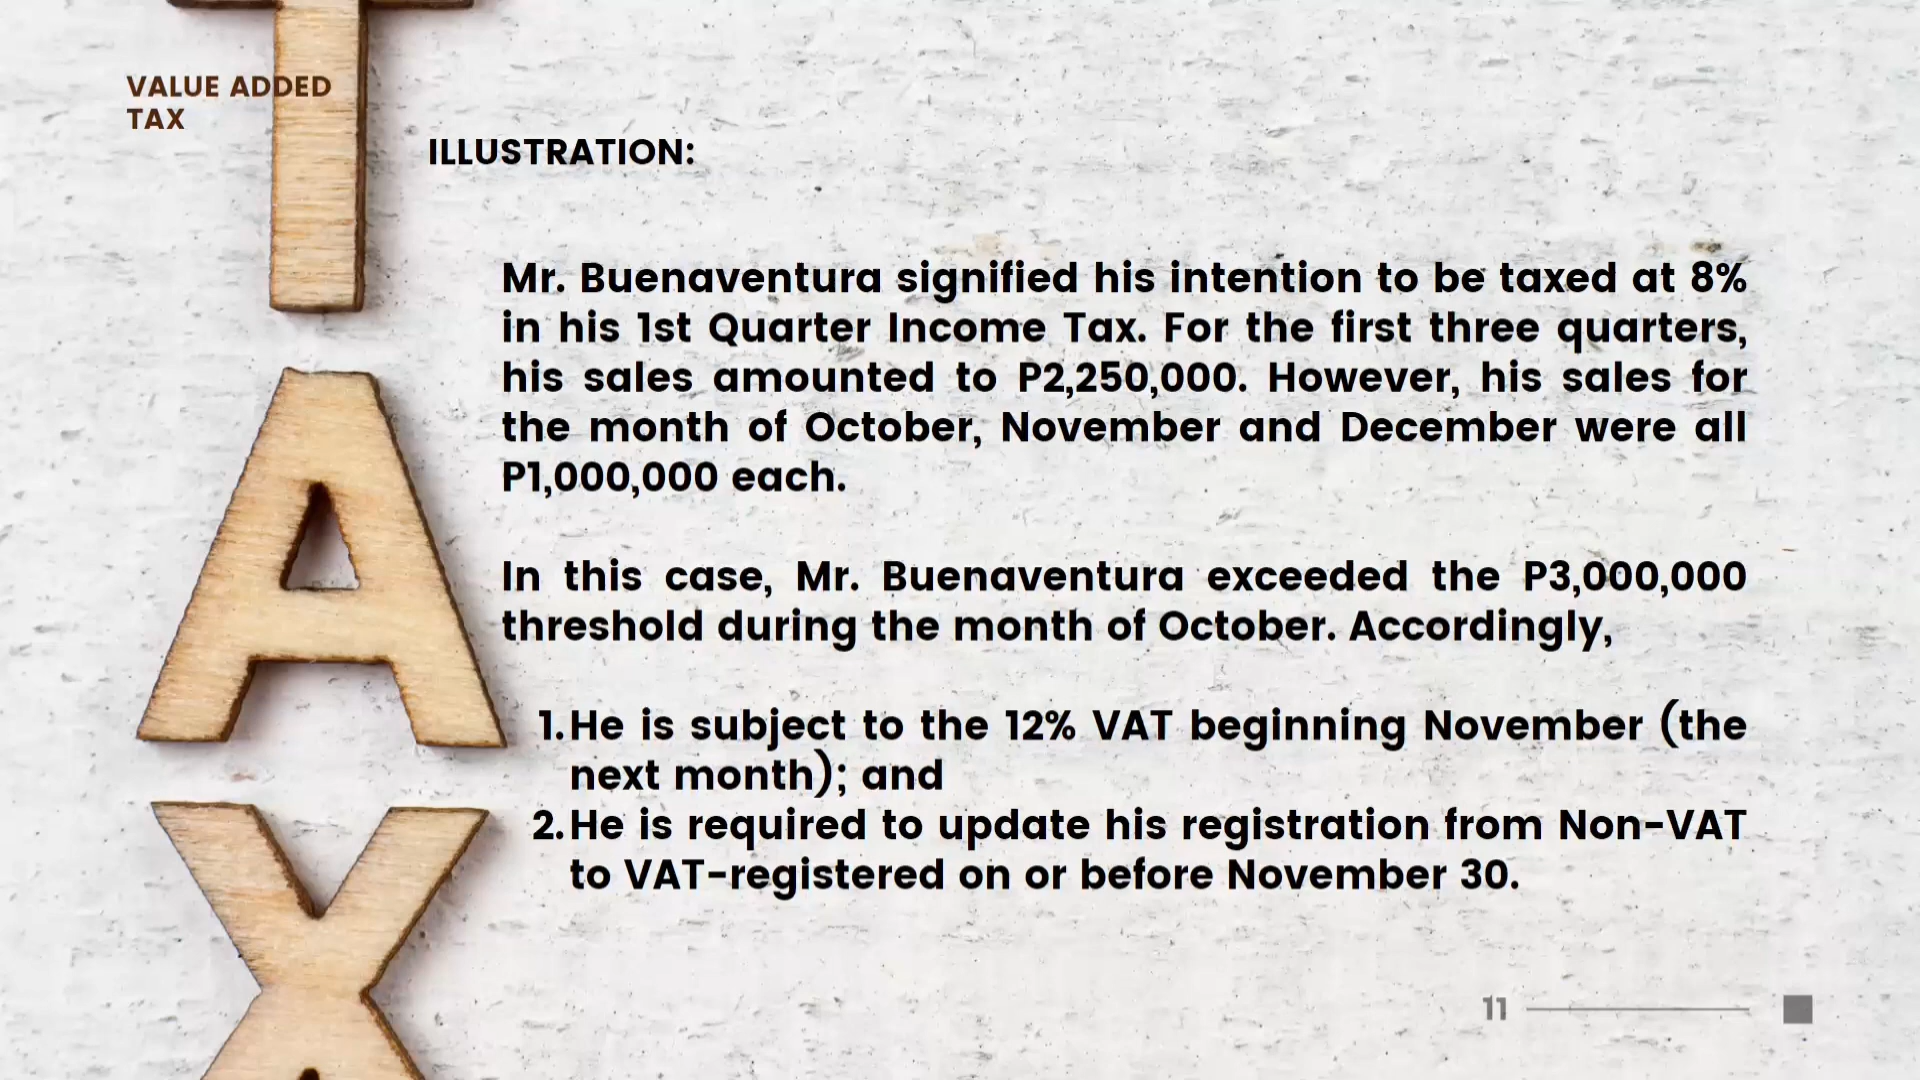 VALUE ADDED
TAX
ILLUSTRATION:
Mr. Buenaventura signified his intention to be taxed at 8%
in his 1st Quarter Income Tax. For the first three quarters,
his sales amounted to P2,250,000. However, his sales for
the month of October, November and December were all
P1,000,000 each.
In this case, Mr. Buenaventura exceeded the P3,000,000
threshold during the month of October. Accordingly,
1. He is subject to the 12% VAT beginning November (the
next month); and
2. He is required to update his registration from Non-VAT
to VAT-registered on or before November 30.
11
T
A
X